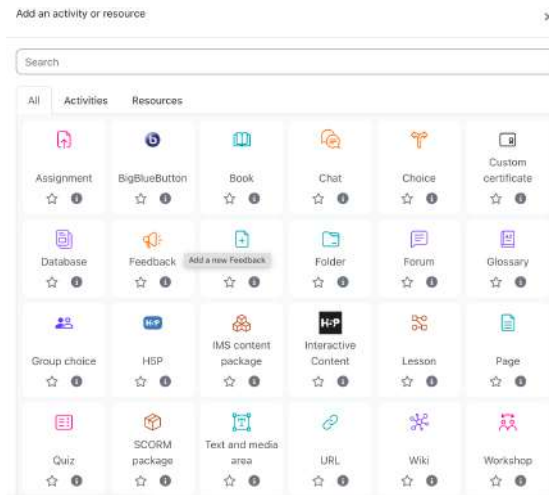 Add an activity or resource
Search
All Activities Resources
Assignment BigBlueButton Book Chat Choice Custom certificate
Database Feedback Add a new Feedback Folder Forum Glossary
Group choice H5P IMS content package Interactive Content Lesson Page
H5P H-P
Quiz SCORM package Text and media area URL Wiki Workshop